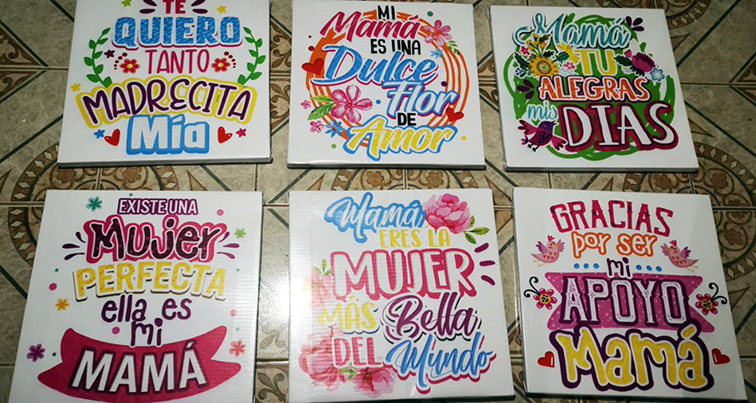 TE
QUIERO
TANTO
MADRECITA
Mía
MI
Mamá
ES UNA
Dulce
Flor
DE
Amor
Mamá
TU
ALEGRAS
mis
DIAS
EXISTE UNA
Mujer
PERFECTA
ella es
mi
MAMÁ
Mamá
ERES LA
MUJER
MÁS Bella
DEL Mundo
GRACIAS
por ser
mi
APOYO
Mamá